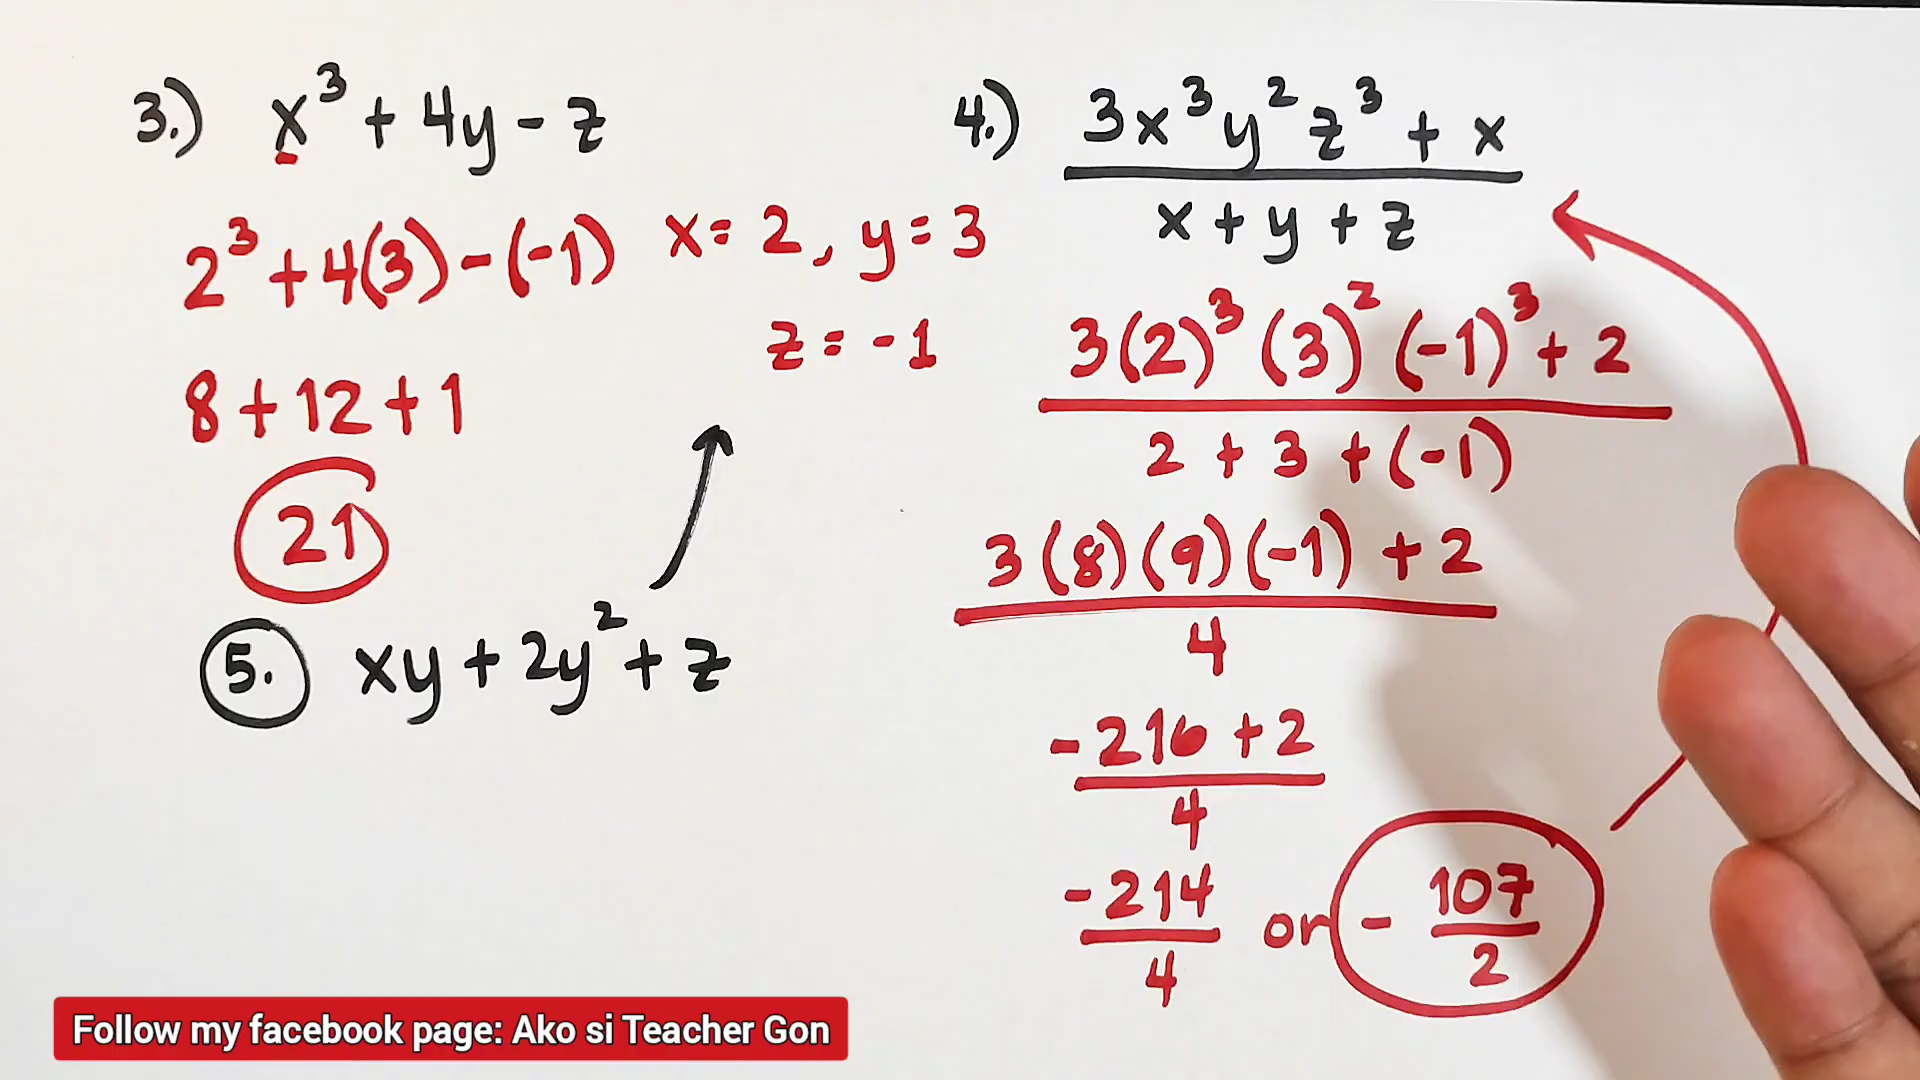 3.) x³ + 4y - z
2³ + 4(3) - (-1)
8 + 12 + 1
21
x = 2, y = 3
z = -1
5. xy + 2y² + z
4.) 3x³y²z³ + x
x + y + z
3(2)³(3)²(-1)³ + 2
2 + 3 + (-1)
3(8)(9)(-1) + 2
4
-216 + 2
4
-214 or - 107
4 2
Follow my facebook page: Ako si Teacher Gon